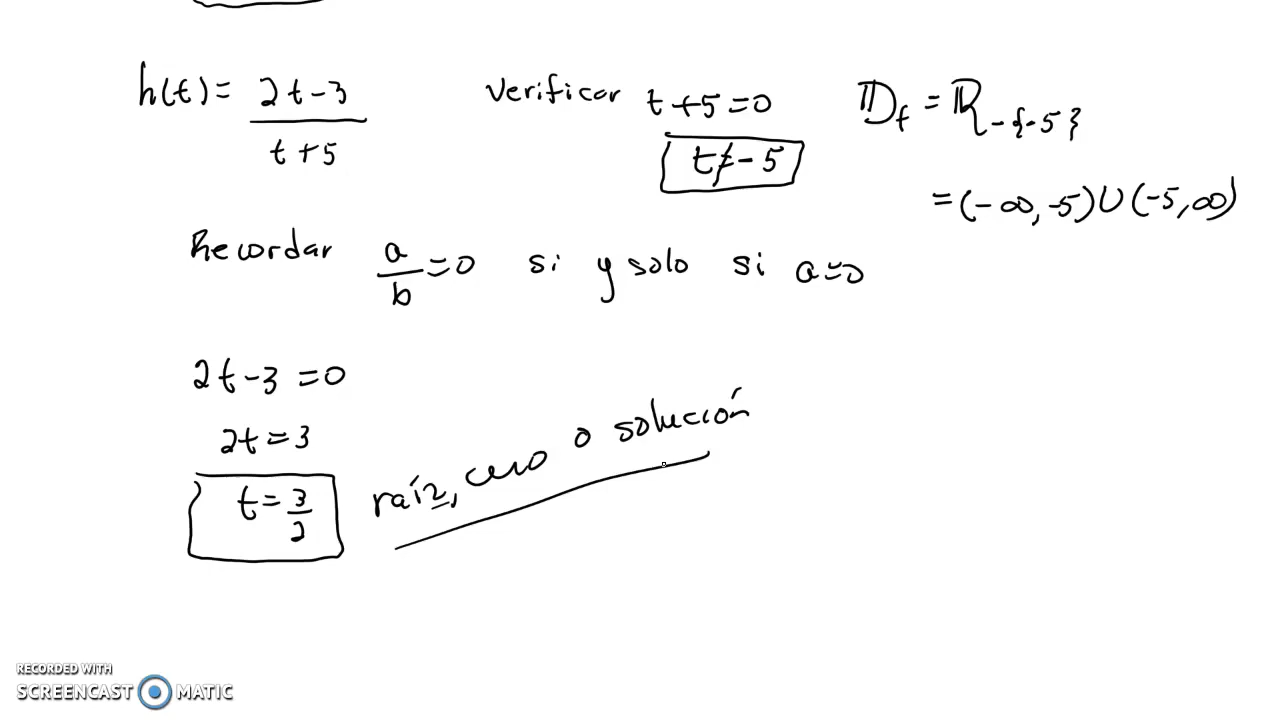 h(t) = (2t-3)/(t+5) Verificar t+5=0 t≠-5 𝔻f = ℝ-{-5}
=(-∞,-5)∪(-5,∞)
Recordar a/b=0 si y solo si a=0
2t-3=0
2t=3
t=3/2 raíz, cero o solución
RECORDED WITH
SCREENCAST MATIC